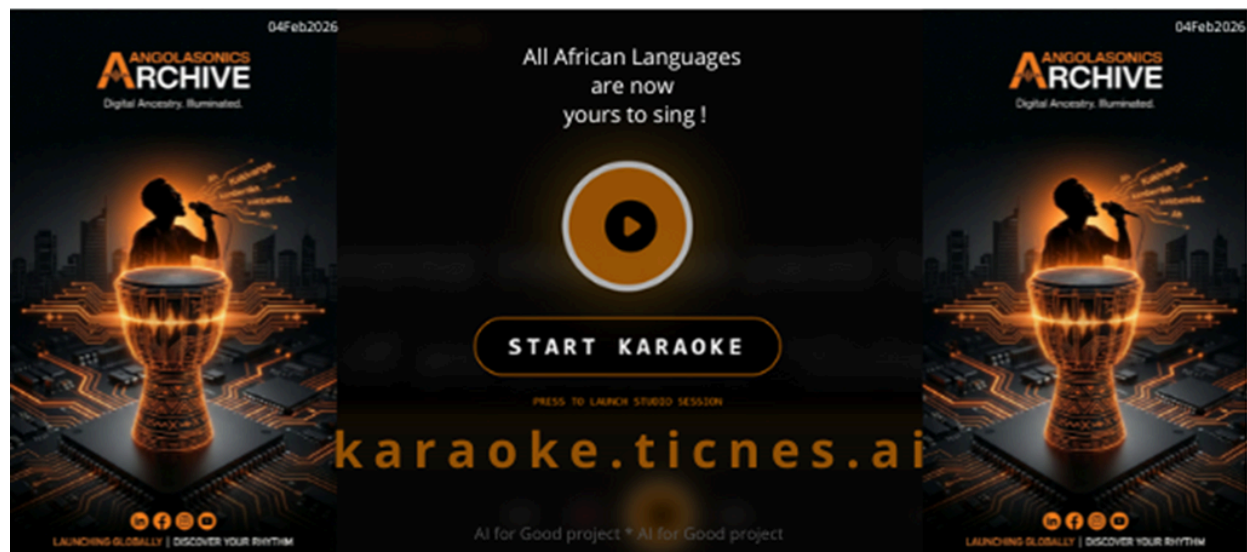 04Feb2026
ANGOLASONICS
ARCHIVE
Digital Ancestry. Illuminated.
LAUNCHING GLOBALLY | DISCOVER YOUR RHYTHM
All African Languages
are now
yours to sing !
START KARAOKE
PRESS TO LAUNCH STUDIO SESSION
karaoke.ticnes.ai
AI for Good project * AI for Good project
04Feb2026
ANGOLASONICS
ARCHIVE
Digital Ancestry. Illuminated.
LAUNCHING GLOBALLY | DISCOVER YOUR RHYTHM